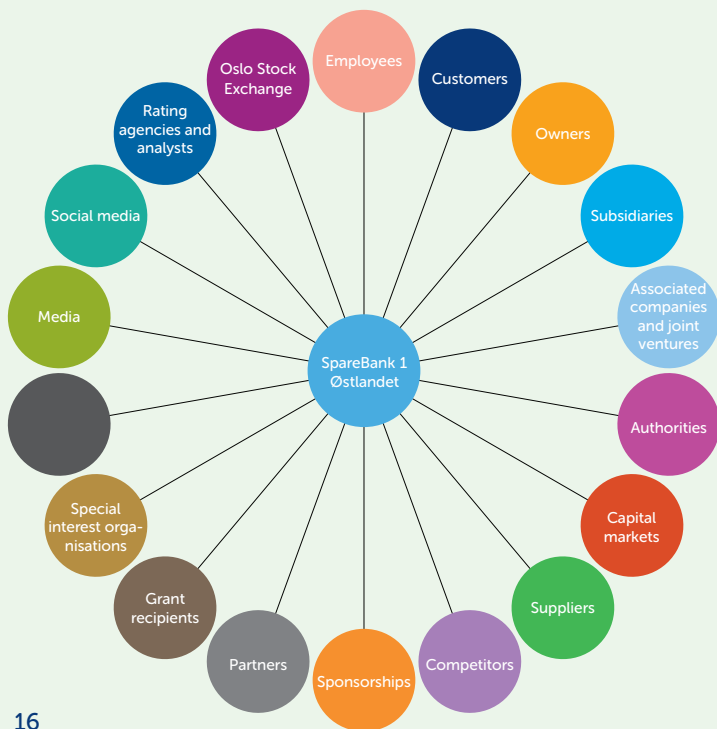 Employees
Customers
Owners
Subsidiaries
Associated
companies
and joint
ventures
Authorities
Capital
markets
Suppliers
Competitors
Sponsorships
Partners
Grant
recipients
Special
interest orga-
nisations
Media
Social media
Rating
agencies and
analysts
Oslo Stock
Exchange
SpareBank 1
Østlandet
16